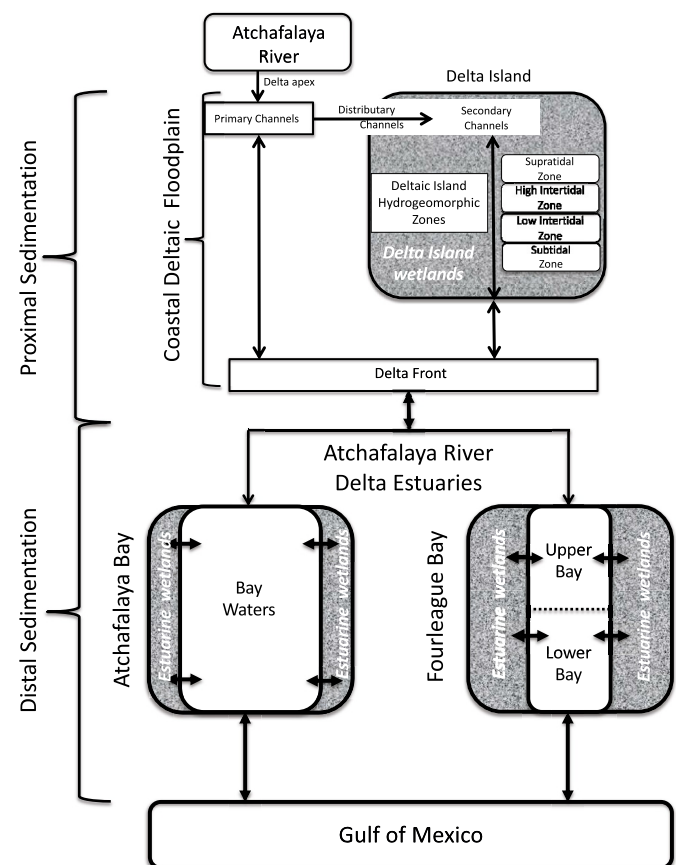 Atchafalaya
River
Delta apex
Delta Island
Primary Channels
Distributary
Channels
Secondary
Channels
Supratidal
Zone
High Intertidal
Zone
Low Intertidal
Zone
Subtidal
Zone
Deltaic Island
Hydrogeomorphic
Zones
Delta Island
wetlands
Proximal Sedimentation
Coastal Deltaic Floodplain
Delta Front
Atchafalaya River
Delta Estuaries
Distal Sedimentation
Atchafalaya Bay
Estuarine wetlands
Bay
Waters
Estuarine wetlands
Fourleague Bay
Estuarine wetlands
Upper
Bay
Lower
Bay
Estuarine wetlands
Gulf of Mexico